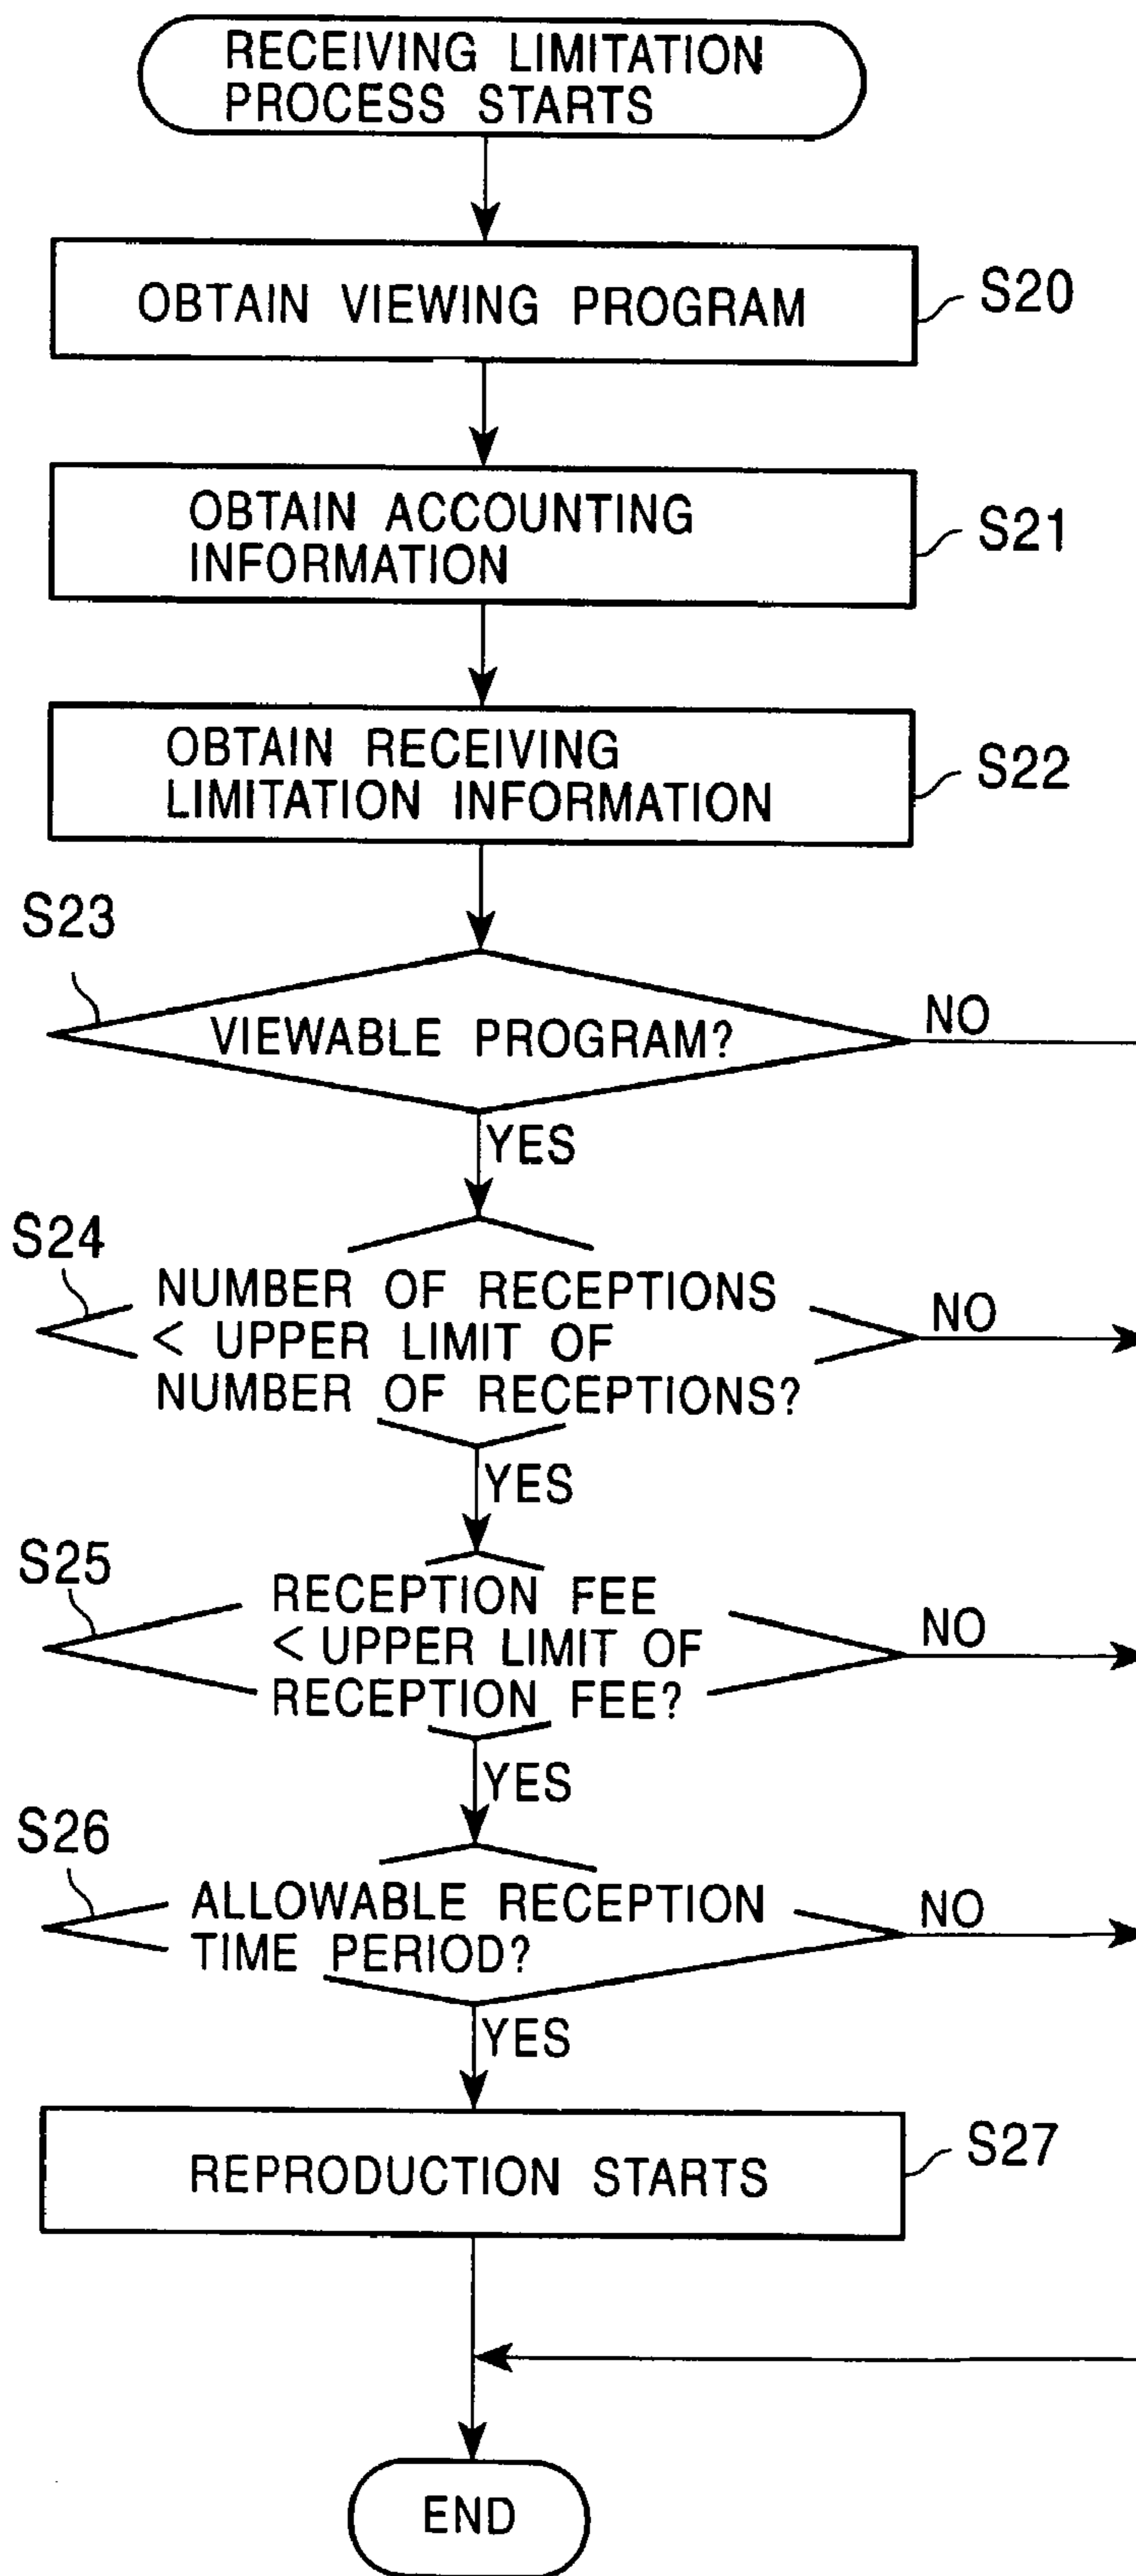 RECEIVING LIMITATION
PROCESS STARTS
OBTAIN VIEWING PROGRAM
S20
OBTAIN ACCOUNTING
INFORMATION
S21
OBTAIN RECEIVING
LIMITATION INFORMATION
S22
S23
VIEWABLE PROGRAM?
NO
YES
S24
NUMBER OF RECEPTIONS
< UPPER LIMIT OF
NUMBER OF RECEPTIONS?
NO
YES
S25
RECEPTION FEE
< UPPER LIMIT OF
RECEPTION FEE?
NO
YES
S26
ALLOWABLE RECEPTION
TIME PERIOD?
NO
YES
REPRODUCTION STARTS
S27
END